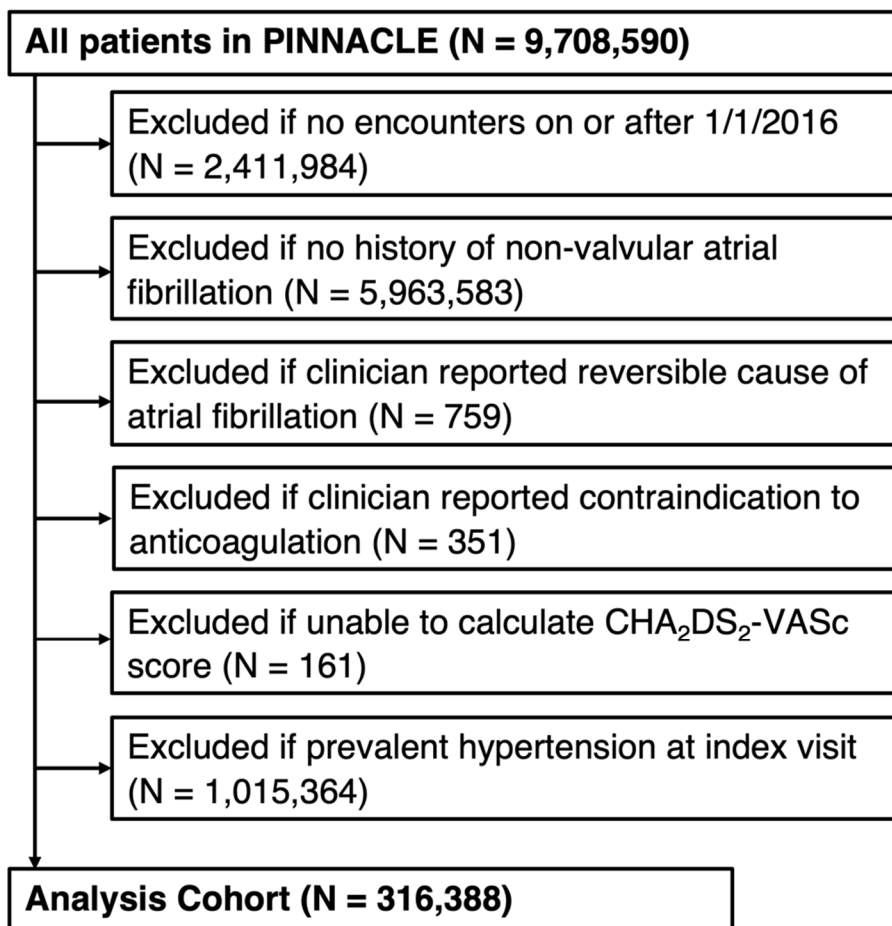 All patients in PINNACLE (N = 9,708,590)
Excluded if no encounters on or after 1/1/2016
(N = 2,411,984)
Excluded if no history of non-valvular atrial
fibrillation (N = 5,963,583)
Excluded if clinician reported reversible cause of
atrial fibrillation (N = 759)
Excluded if clinician reported contraindication to
anticoagulation (N = 351)
Excluded if unable to calculate CHA₂DS₂-VASc
score (N = 161)
Excluded if prevalent hypertension at index visit
(N = 1,015,364)
Analysis Cohort (N = 316,388)